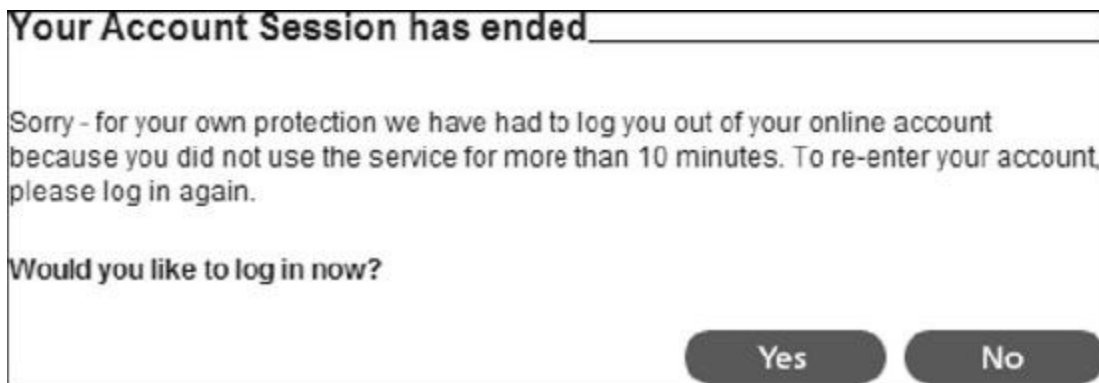 Your Account Session has ended
Sorry - for your own protection we have had to log you out of your online account
because you did not use the service for more than 10 minutes. To re-enter your account,
please log in again.
Would you like to log in now?
Yes No